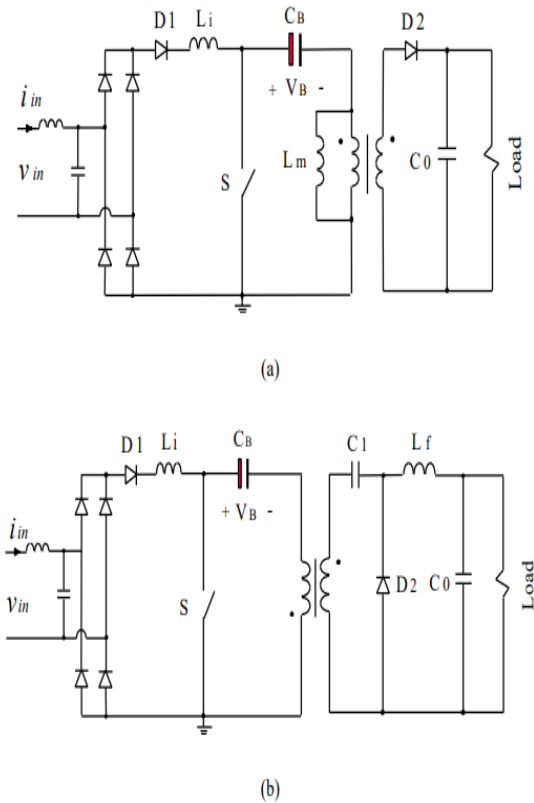 D1 Li CB D2
+ VB -
iin
vin
S
Lm
C0
Load
(a)
D1 Li CB C1 Lf
+ VB -
iin
vin
S
D2 C0
Load
(b)